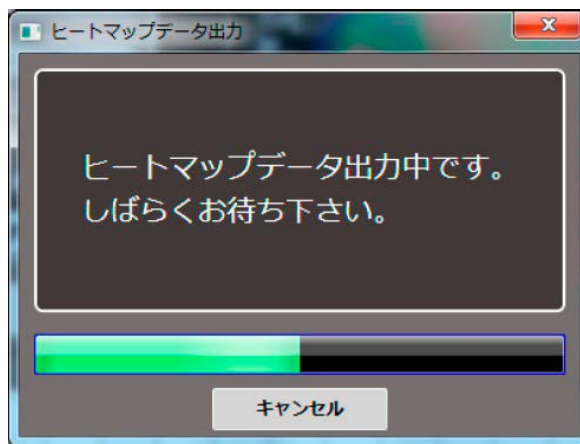 ヒートマップデータ出力
ヒートマップデータ出力中です。
しばらくお待ち下さい。
キャンセル